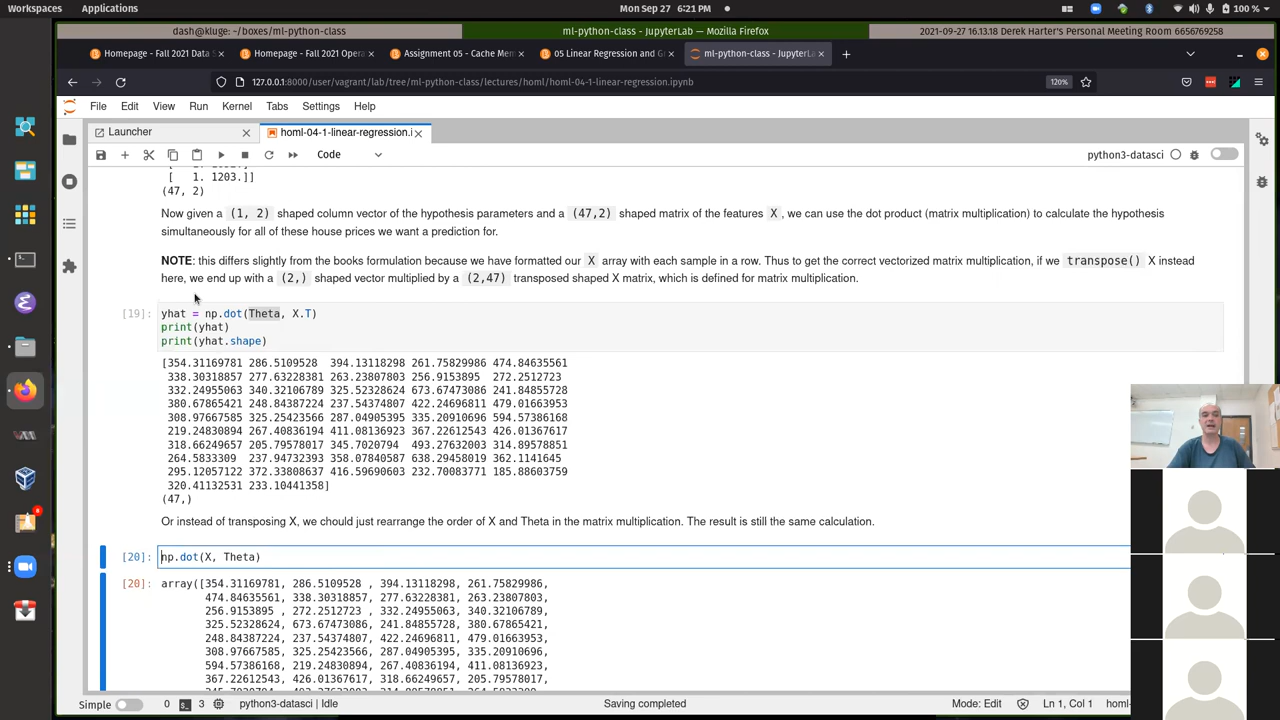 Workspaces Applications Mon Sep 27 6:21 PM 100 %
dash@kluge: ~/boxes/ml-python-class ml-python-class - JupyterLab — Mozilla Firefox 2021-09-27 16.13.18 Derek Harter's Personal Meeting Room 6656769258
Homepage - Fall 2021 Data S Homepage - Fall 2021 Opera Assignment 05 - Cache Mem 05 Linear Regression and G ml-python-class - JupyterLa
127.0.0.1:8000/user/vagrant/lab/tree/ml-python-class/lectures/homl/homl-04-1-linear-regression.ipynb 120%
File Edit View Run Kernel Tabs Settings Help
Launcher homl-04-1-linear-regression.i
Code python3-datasci
[ 1. 1203.]]
(47, 2)
Now given a (1, 2) shaped column vector of the hypothesis parameters and a (47,2) shaped matrix of the features X , we can use the dot product (matrix multiplication) to calculate the hypothesis
simultaneously for all of these house prices we want a prediction for.
NOTE: this differs slightly from the books formulation because we have formatted our X array with each sample in a row. Thus to get the correct vectorized matrix multiplication, if we transpose() X instead
here, we end up with a (2,) shaped vector multiplied by a (2,47) transposed shaped X matrix, which is defined for matrix multiplication.
[19]: yhat = np.dot(Theta, X.T)
print(yhat)
print(yhat.shape)
[354.31169781 286.5109528 394.13118298 261.75829986 474.84635561
338.30318857 277.63228381 263.23807803 256.9153895 272.2512723
332.24955063 340.32106789 325.52328624 673.67473086 241.84855728
380.67865421 248.84387224 237.54374807 422.24696811 479.01663953
308.97667585 325.25423566 287.04905395 335.20910696 594.57386168
219.24830894 267.40836194 411.08136923 367.22612543 426.01367517
318.66249657 205.79578017 345.7020794 493.27632003 314.89578851
264.5833309 237.94732393 358.07840587 638.29458018 362.1141645
295.12057122 372.33808637 416.59690603 232.70083771 185.88603759
320.41132531 233.10441358]
(47,)
Or instead of transposing X, we chould just rearrange the order of X and Theta in the matrix multiplication. The result is still the same calculation.
[20]: np.dot(X, Theta)
[20]: array([354.31169781, 286.5109528 , 394.13118298, 261.75829986,
474.84635561, 338.30318857, 277.63228381, 263.23807803,
256.9153895 , 272.2512723 , 332.24955063, 340.32106789,
325.52328624, 673.67473086, 241.84855728, 380.67865421,
248.84387224, 237.54374807, 422.24696811, 479.01663953,
308.97667585, 325.25423566, 287.04905395, 335.20910696,
594.57386168, 219.24830894, 267.40836194, 411.08136923,
367.22612543, 426.01367517, 318.66249657, 205.79578017,
Simple 0 3 python3-datasci | Idle Saving completed Mode: Edit Ln 1, Col 1 homl-